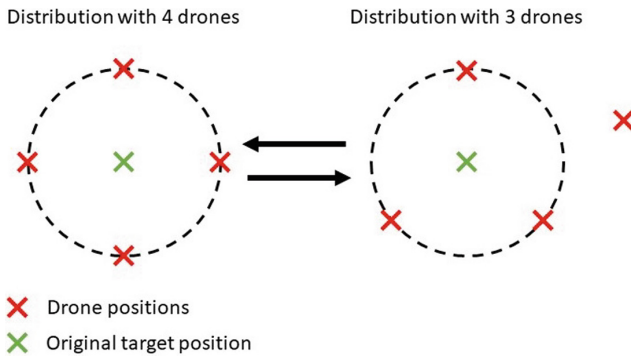 Distribution with 4 drones
Distribution with 3 drones
Drone positions
Original target position